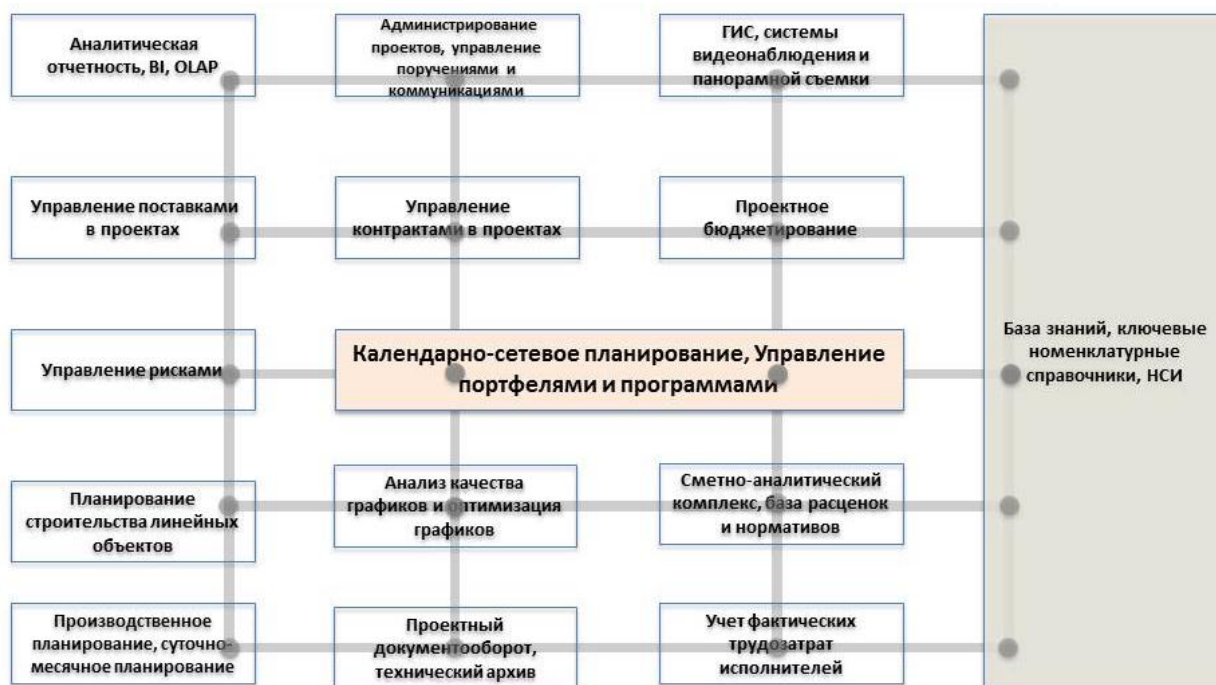 Аналитическая
отчетность, BI, OLAP
Администрирование
проектов, управление
поручениями и
коммуникациями
ГИС, системы
видеонаблюдения и
панорамной съемки
Управление поставками
в проектах
Управление
контрактами в проектах
Проектное
бюджетирование
Управление рисками
Календарно-сетевое планирование, Управление
портфелями и программами
База знаний, ключевые
номенклатурные
справочники, НСИ
Планирование
строительства линейных
объектов
Анализ качества
графиков и оптимизация
графиков
Сметно-аналитический
комплекс, база расценок
и нормативов
Производственное
планирование, суточно-
месячное планирование
Проектный
документооборот,
технический архив
Учет фактических
трудозатрат
исполнителей